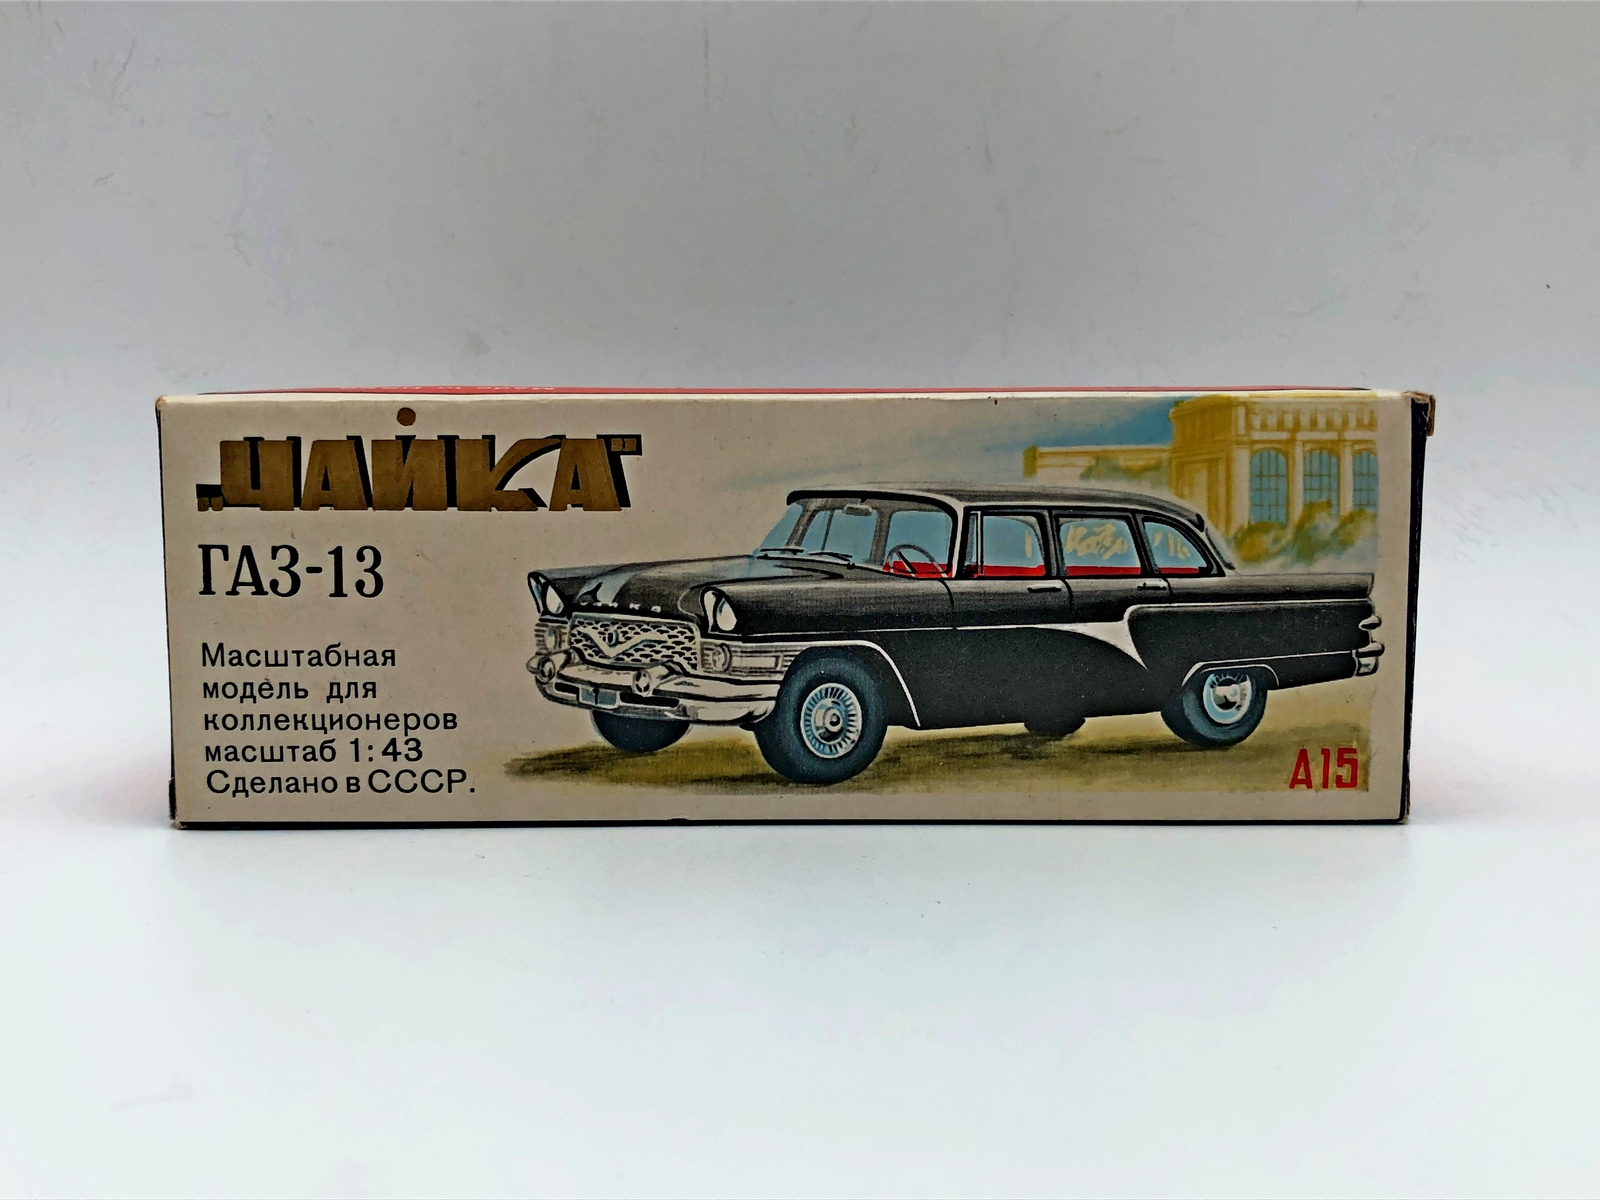 „ЧАЙКА"
ГАЗ-13
Масштабная
модель для
коллекционеров
масштаб 1:43
Сделано в СССР.
А15